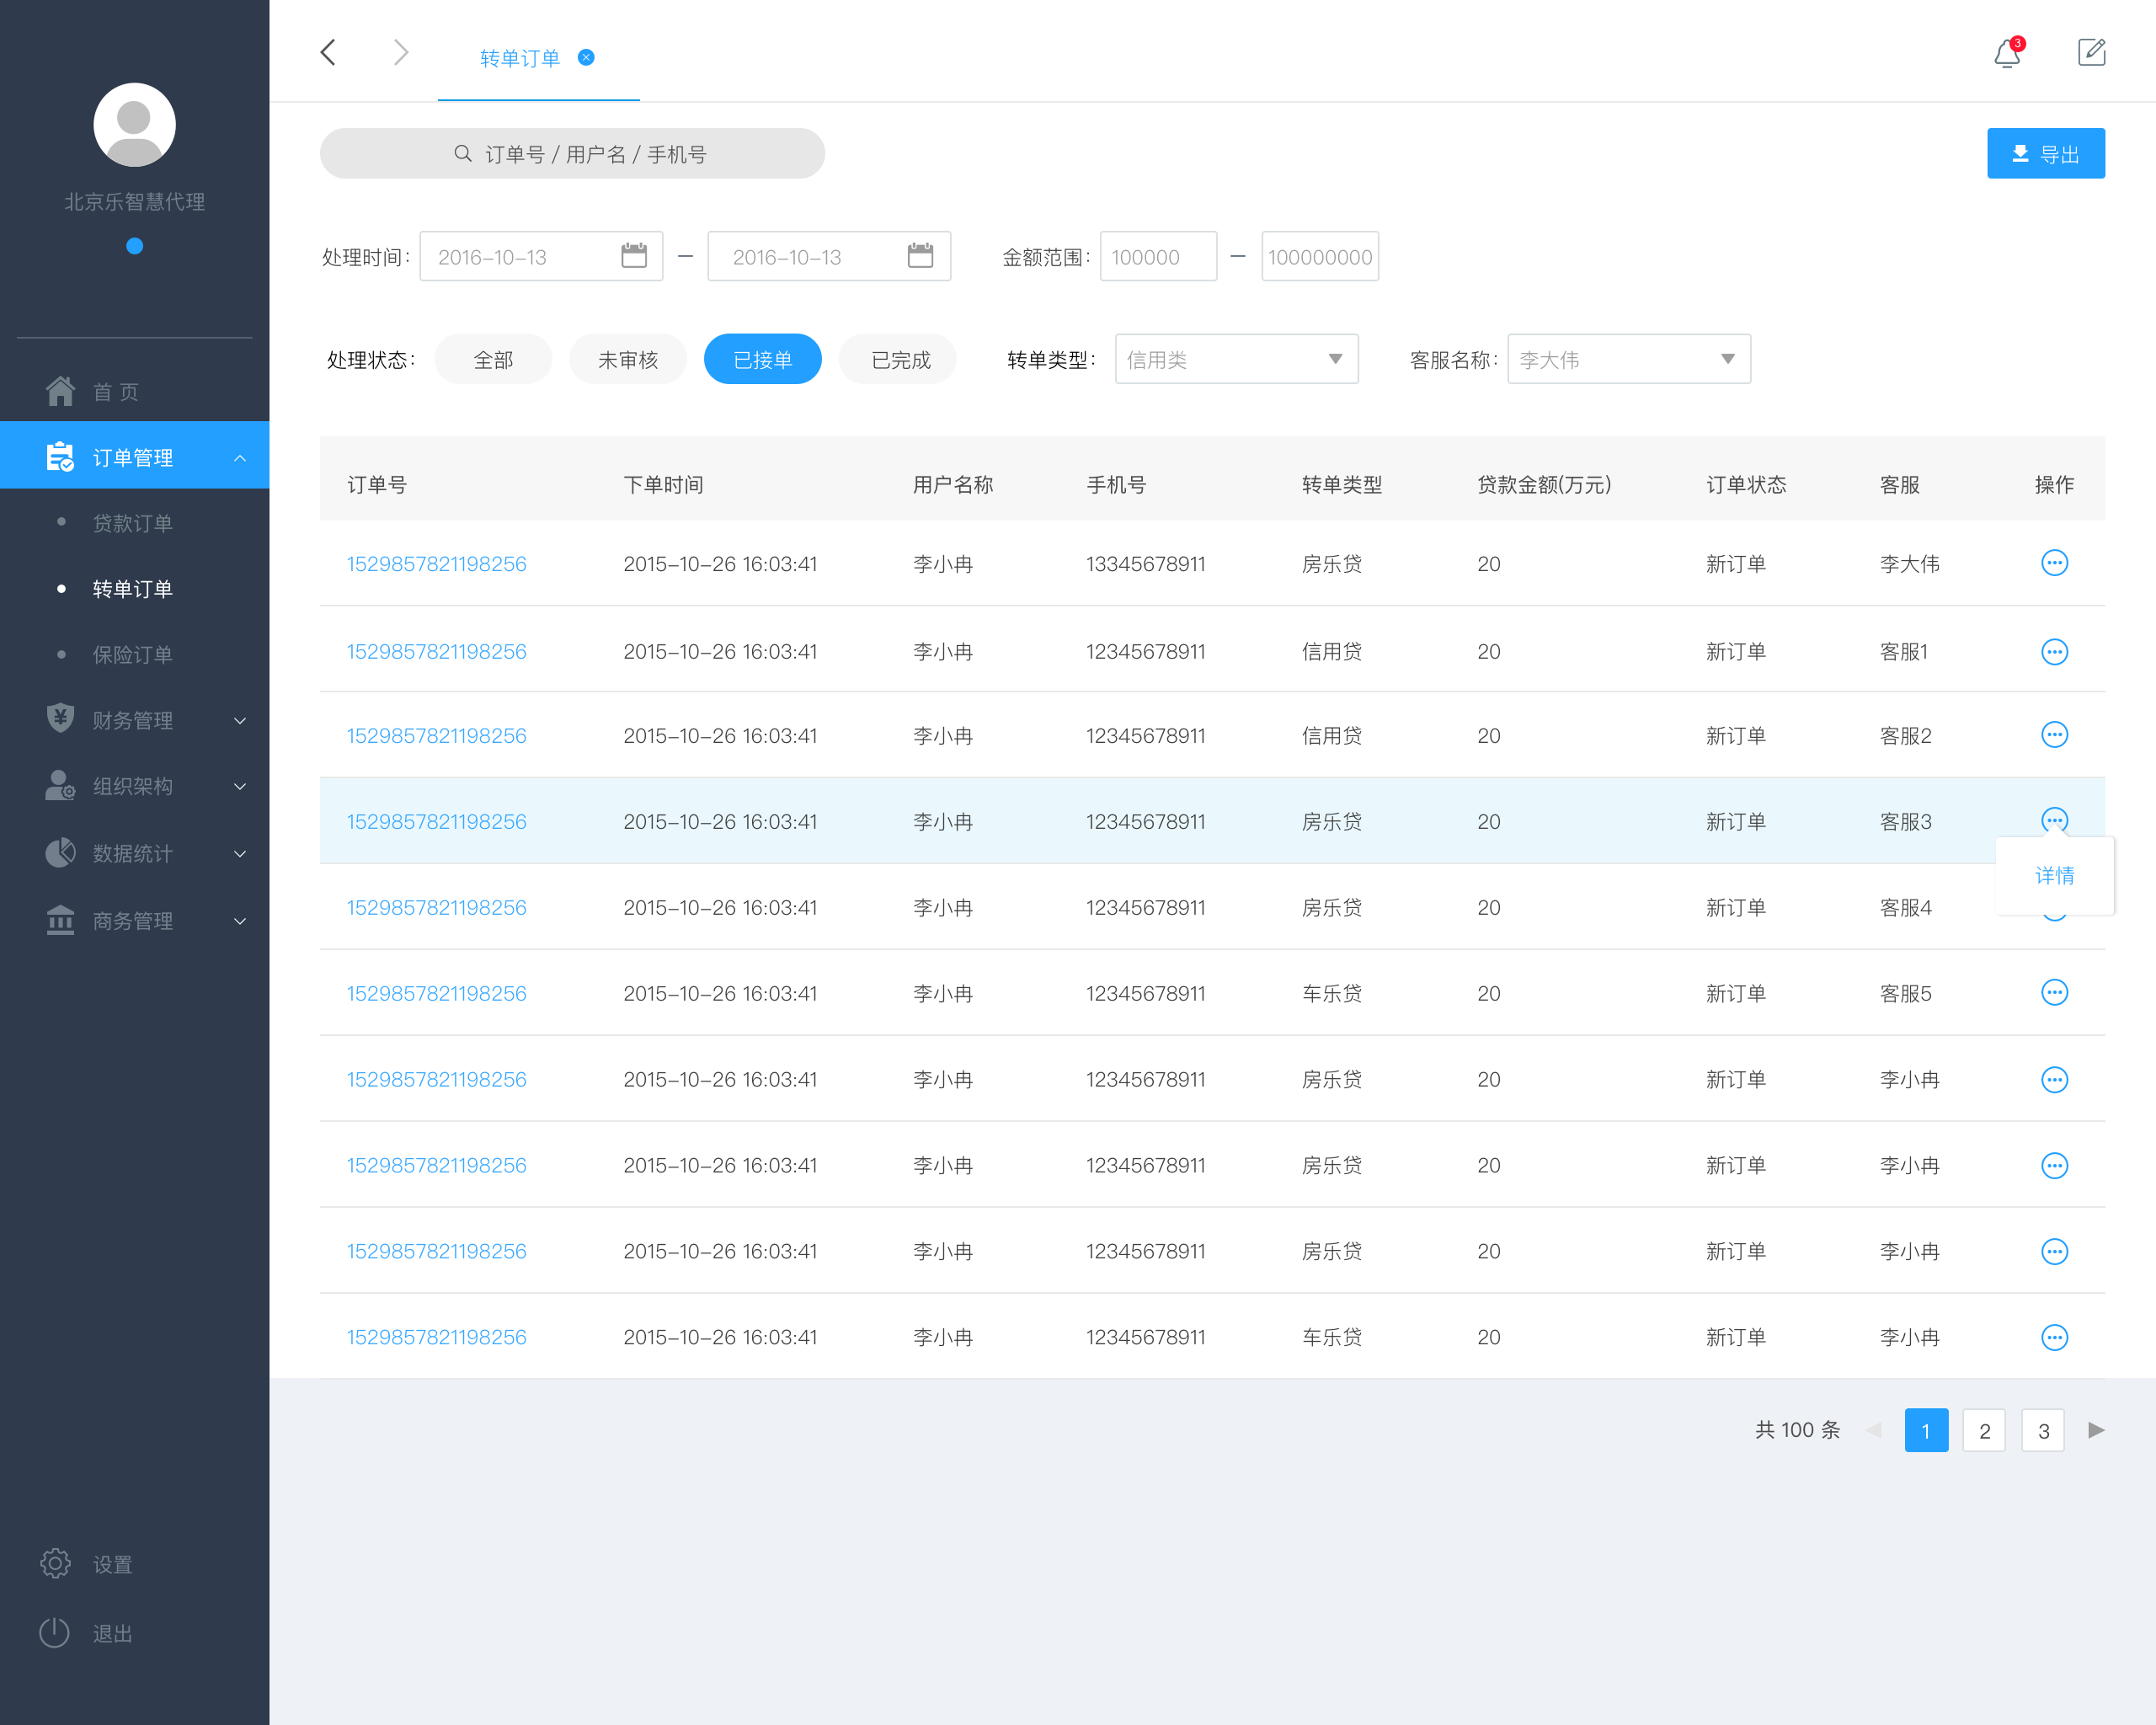 北京乐智慧代理
首 页
订单管理
贷款订单
转单订单
保险订单
财务管理
组织架构
数据统计
商务管理
设置
退出
转单订单
3
订单号 / 用户名 / 手机号
导出
处理时间: 2016-10-13 — 2016-10-13 金额范围: 100000 — 100000000
处理状态: 全部 未审核 已接单 已完成 转单类型: 信用类 客服名称: 李大伟
订单号 下单时间 用户名称 手机号 转单类型 贷款金额(万元) 订单状态 客服 操作
1529857821198256 2015-10-26 16:03:41 李小冉 13345678911 房乐贷 20 新订单 李大伟
1529857821198256 2015-10-26 16:03:41 李小冉 12345678911 信用贷 20 新订单 客服1
1529857821198256 2015-10-26 16:03:41 李小冉 12345678911 信用贷 20 新订单 客服2
1529857821198256 2015-10-26 16:03:41 李小冉 12345678911 房乐贷 20 新订单 客服3
详情
1529857821198256 2015-10-26 16:03:41 李小冉 12345678911 房乐贷 20 新订单 客服4
1529857821198256 2015-10-26 16:03:41 李小冉 12345678911 车乐贷 20 新订单 客服5
1529857821198256 2015-10-26 16:03:41 李小冉 12345678911 房乐贷 20 新订单 李小冉
1529857821198256 2015-10-26 16:03:41 李小冉 12345678911 房乐贷 20 新订单 李小冉
1529857821198256 2015-10-26 16:03:41 李小冉 12345678911 房乐贷 20 新订单 李小冉
1529857821198256 2015-10-26 16:03:41 李小冉 12345678911 车乐贷 20 新订单 李小冉
共 100 条 1 2 3